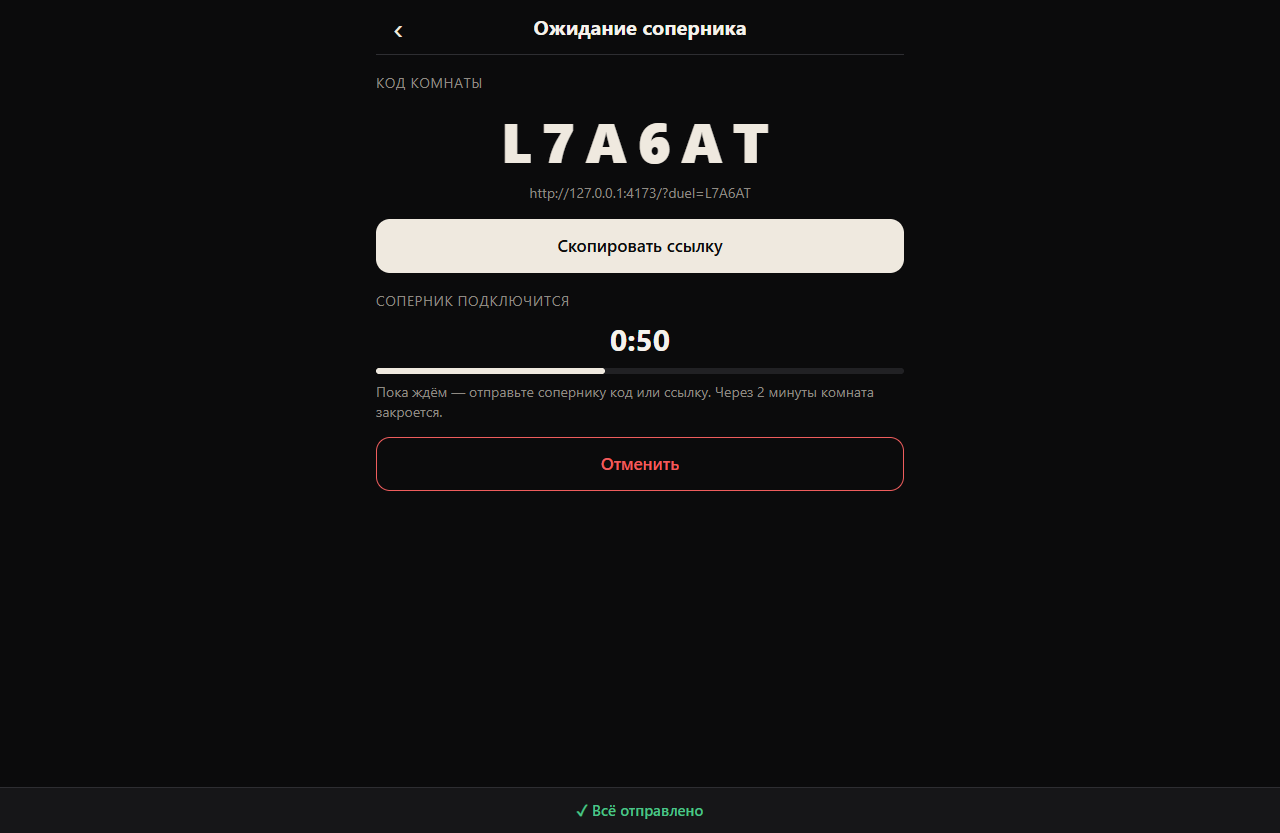 ‹
Ожидание соперника
КОД КОМНАТЫ
L7A6AT
http://127.0.0.1:4173/?duel=L7A6AT
Скопировать ссылку
СОПЕРНИК ПОДКЛЮЧИТСЯ
0:50
Пока ждём — отправьте сопернику код или ссылку. Через 2 минуты комната
закроется.
Отменить
✓ Всё отправлено